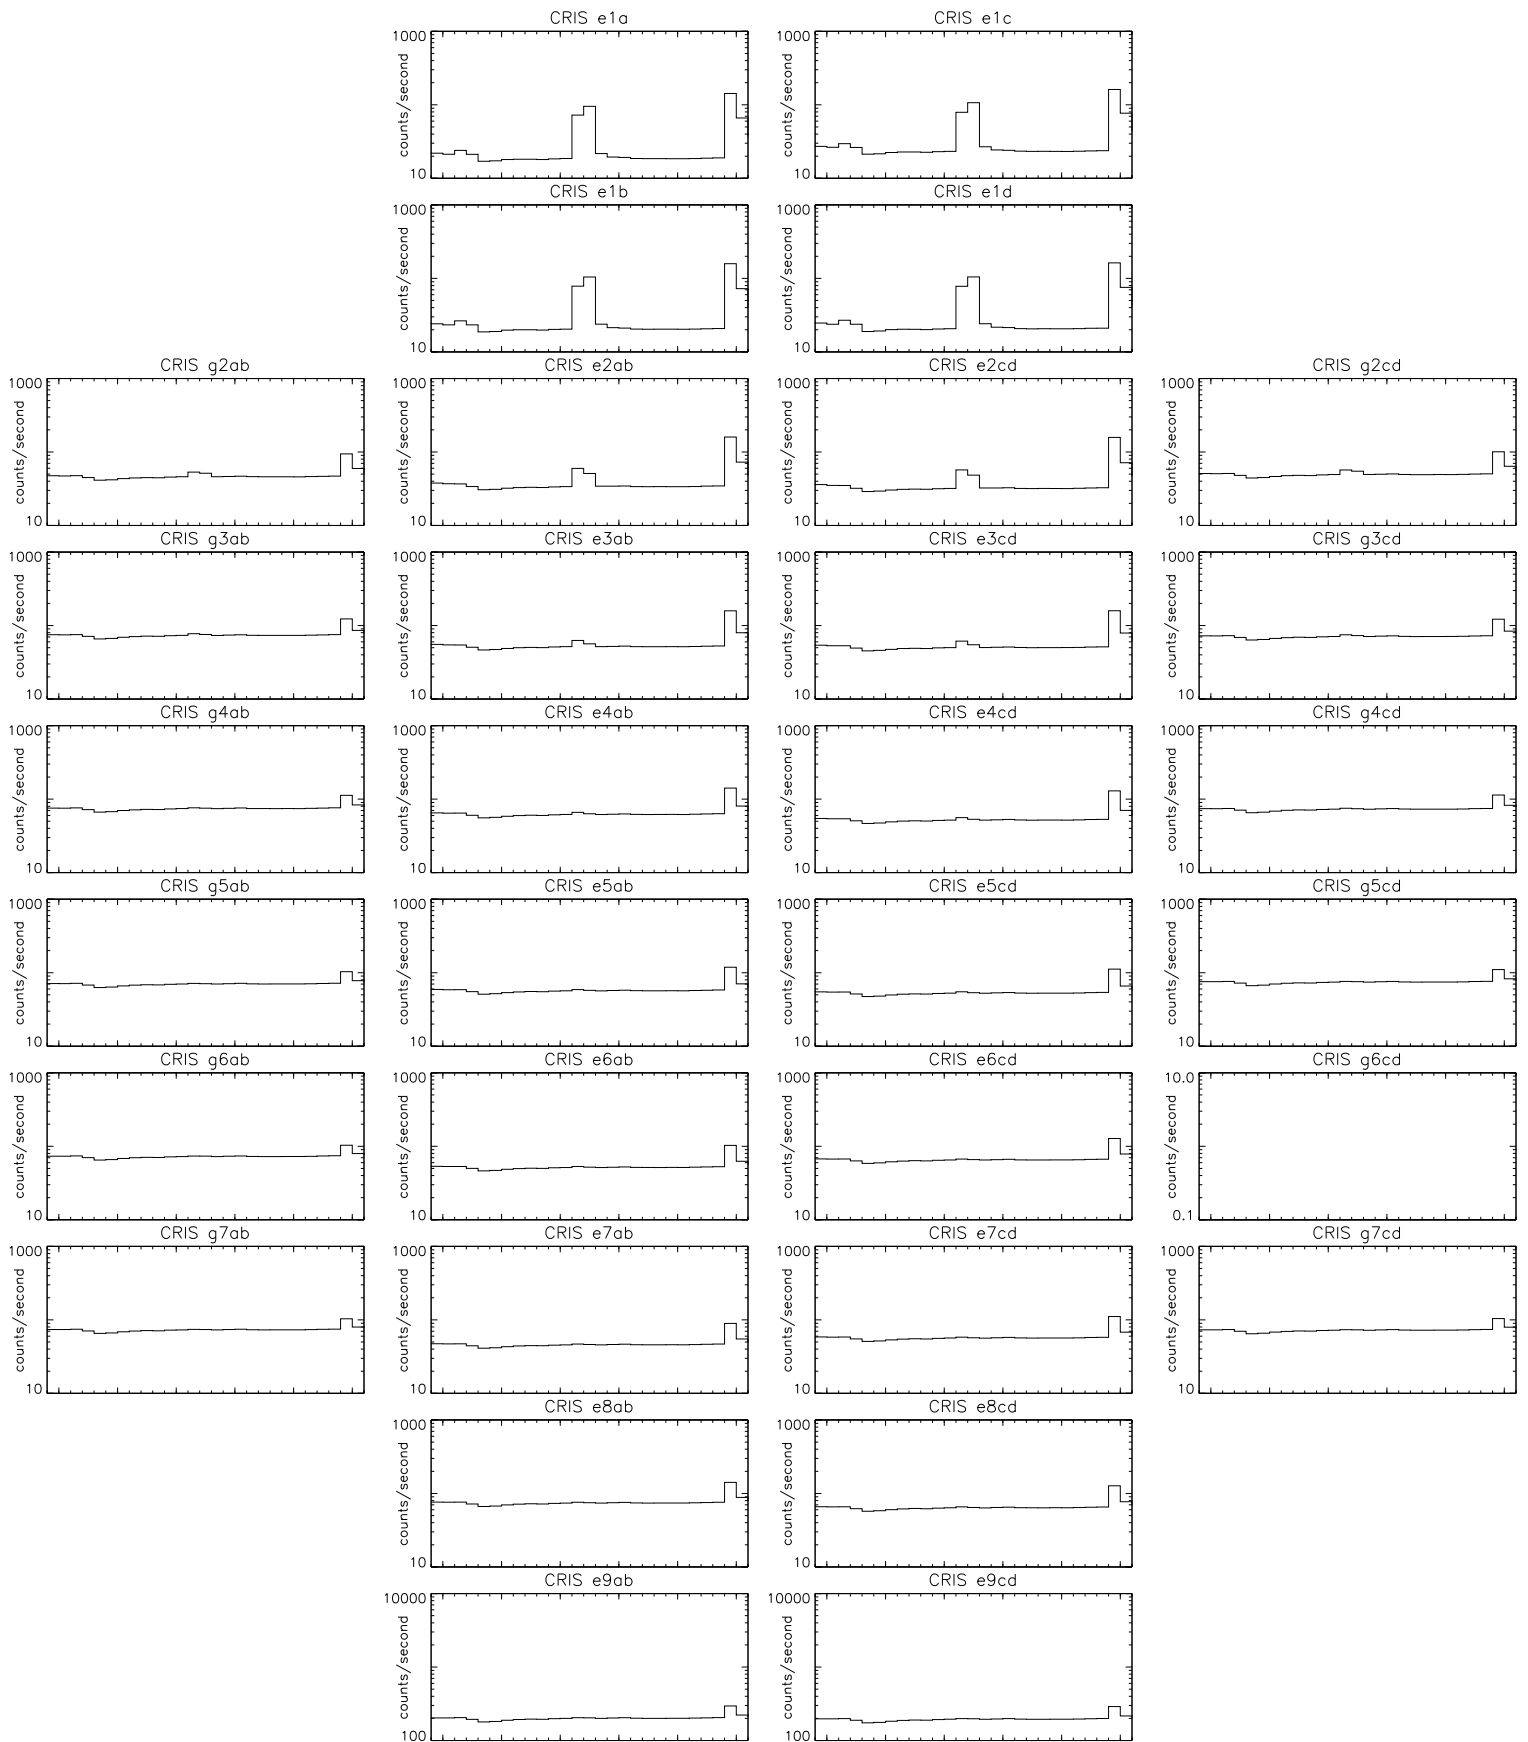 CRIS e1a
CRIS e1c
1000
counts/second
10
1000
counts/second
10
CRIS e1b
CRIS e1d
1000
counts/second
10
1000
counts/second
10
CRIS g2ab
CRIS e2ab
CRIS e2cd
CRIS g2cd
1000
counts/second
10
1000
counts/second
10
1000
counts/second
10
1000
counts/second
10
CRIS g3ab
CRIS e3ab
CRIS e3cd
CRIS g3cd
1000
counts/second
10
1000
counts/second
10
1000
counts/second
10
1000
counts/second
10
CRIS g4ab
CRIS e4ab
CRIS e4cd
CRIS g4cd
1000
counts/second
10
1000
counts/second
10
1000
counts/second
10
1000
counts/second
10
CRIS g5ab
CRIS e5ab
CRIS e5cd
CRIS g5cd
1000
counts/second
10
1000
counts/second
10
1000
counts/second
10
1000
counts/second
10
CRIS g6ab
CRIS e6ab
CRIS e6cd
CRIS g6cd
1000
counts/second
10
1000
counts/second
10
1000
counts/second
10
10.0
counts/second
0.1
CRIS g7ab
CRIS e7ab
CRIS e7cd
CRIS g7cd
1000
counts/second
10
1000
counts/second
10
1000
counts/second
10
1000
counts/second
10
CRIS e8ab
CRIS e8cd
1000
counts/second
10
1000
counts/second
10
CRIS e9ab
CRIS e9cd
10000
counts/second
100
10000
counts/second
100